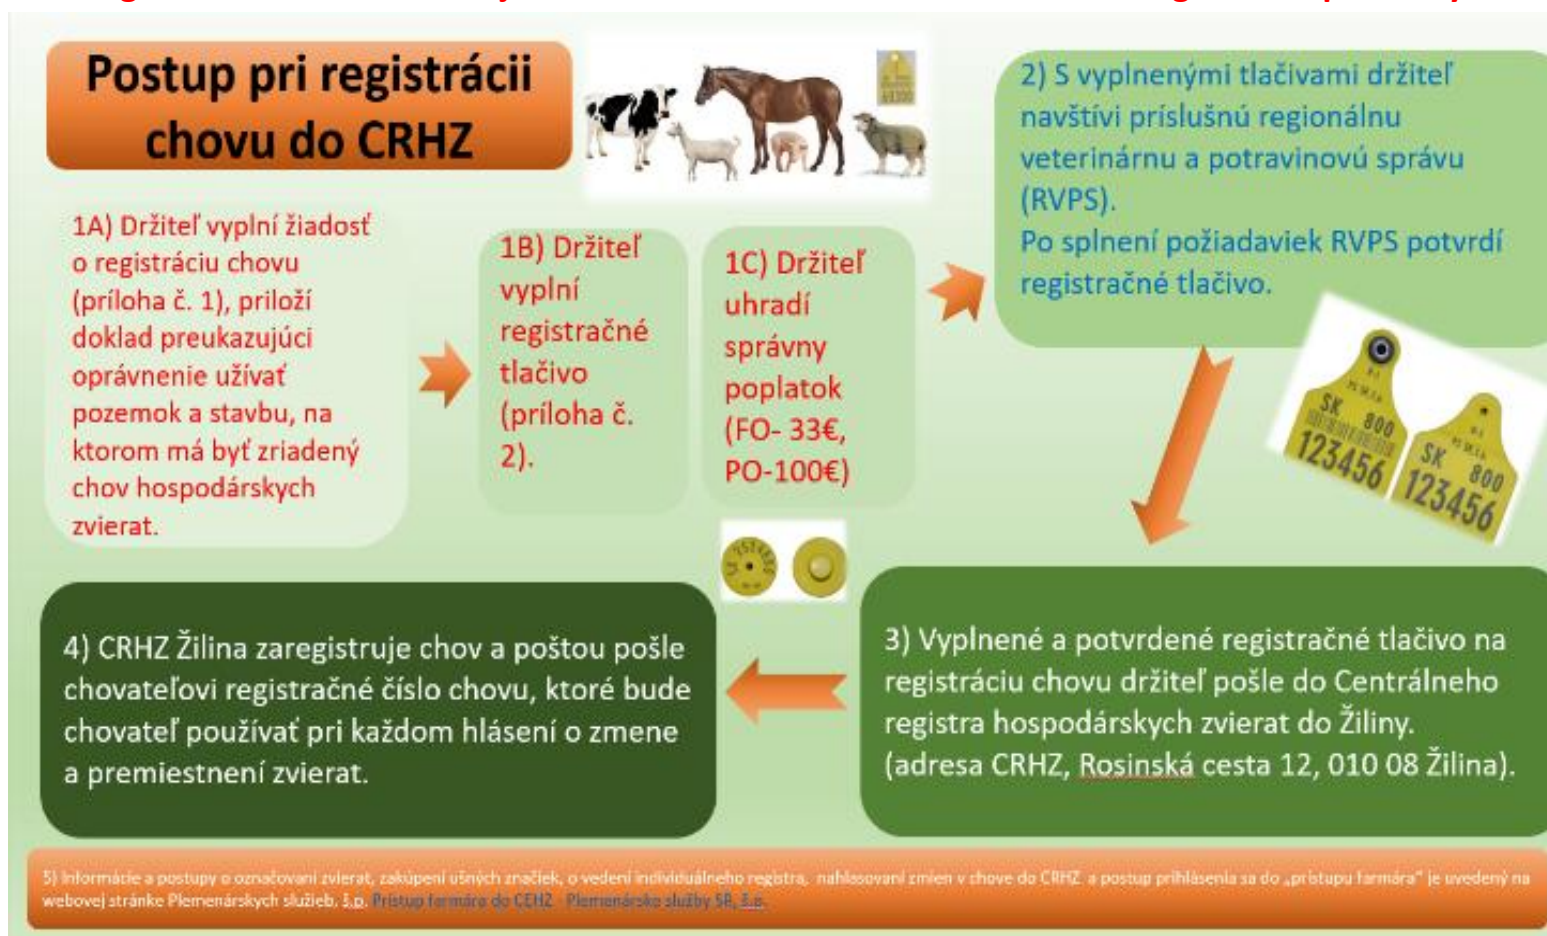 Postup pri registrácii
chovu do CRHZ
1A) Držiteľ vyplní žiadosť
o registráciu chovu
(príloha č. 1), priloží
doklad preukazujúci
oprávnenie užívať
pozemok a stavbu, na
ktorom má byť zriadený
chov hospodárskych
zvierat.
1B) Držiteľ
vyplní
registračné
tlačivo
(príloha č.
2).
1C) Držiteľ
uhradí
správny
poplatok
(FO- 33€,
PO-100€)
2) S vyplnenými tlačivami držiteľ
navštívi príslušnú regionálnu
veterinárnu a potravinovú správu
(RVPS).
Po splnení požiadaviek RVPS potvrdí
registračné tlačivo.
SK 800
123456
SK 800
123456
3) Vyplnené a potvrdené registračné tlačivo na
registráciu chovu držiteľ pošle do Centrálneho
registra hospodárskych zvierat do Žiliny.
(adresa CRHZ, Rosinská cesta 12, 010 08 Žilina).
4) CRHZ Žilina zaregistruje chov a poštou pošle
chovateľovi registračné číslo chovu, ktoré bude
chovateľ používať pri každom hlásení o zmene
a premiestnení zvierat.
5) Informácie a postupy o označovaní zvierat, zakúpení ušných značiek, o vedení individuálneho registra, nahlasovaní zmien v chove do CRHZ a postup prihlásenia sa do „prístupu farmára" je uvedený na
webovej stránke Plemenárskych služieb, š.p. Prístup farmára do CEHZ - Plemenárske služby SR, š.p.